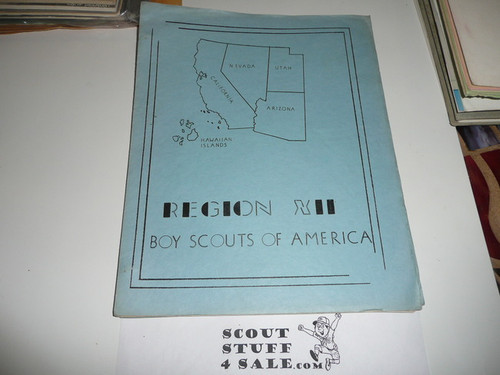 NEVADA
UTAH
CALIFORNIA
ARIZONA
HAWAIIAN
ISLANDS
REGION XII
BOY SCOUTS OF AMERICA
SCOUT
STUFF
4 SALE.COM